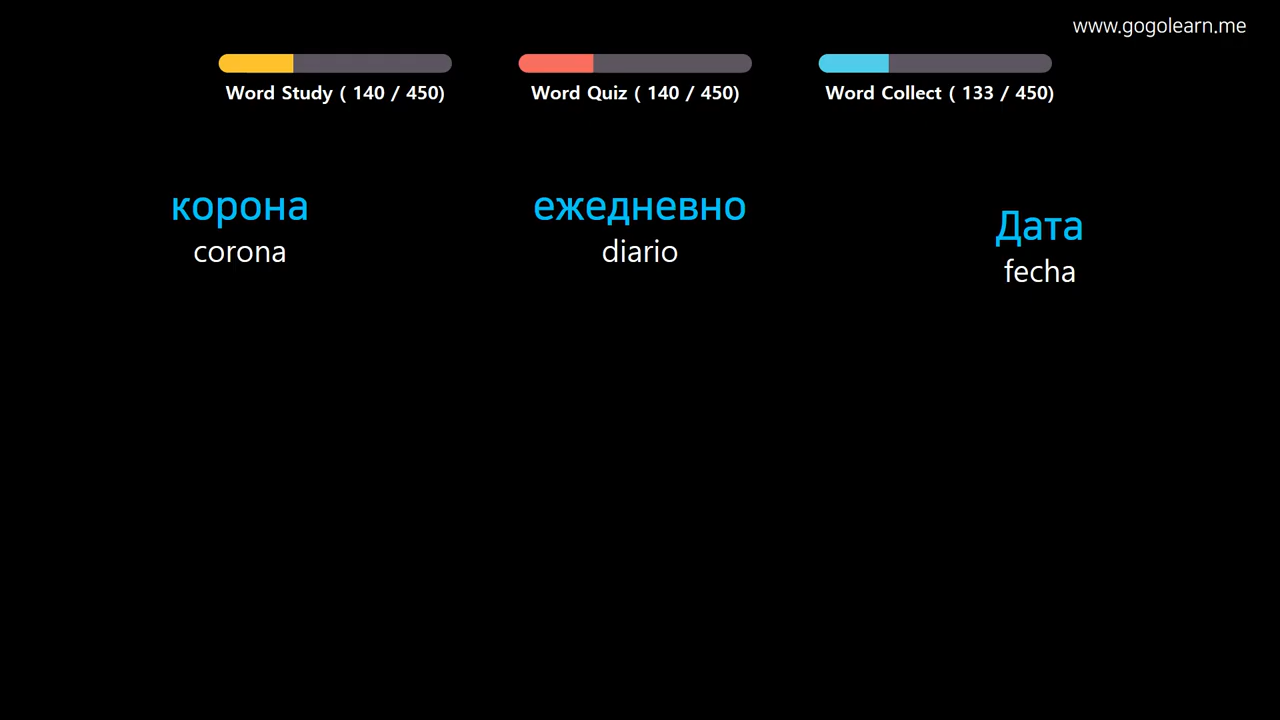 www.gogolearn.me
Word Study ( 140 / 450)
Word Quiz ( 140 / 450)
Word Collect ( 133 / 450)
корона
corona
ежедневно
diario
Дата
fecha